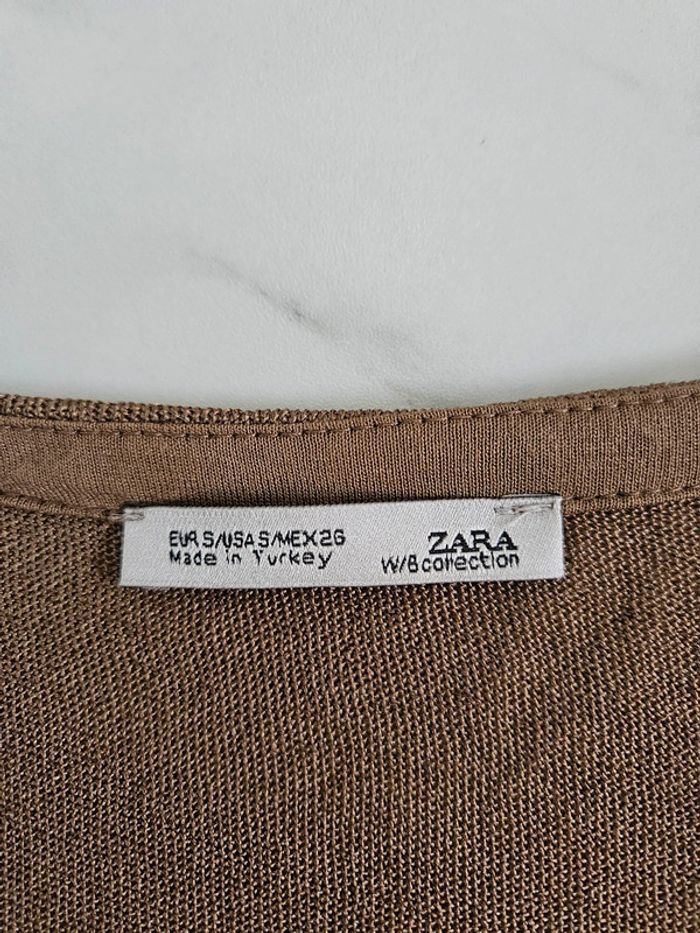 EUR S/USA S/MEX 26
Made in Turkey
ZARA
W/B collection